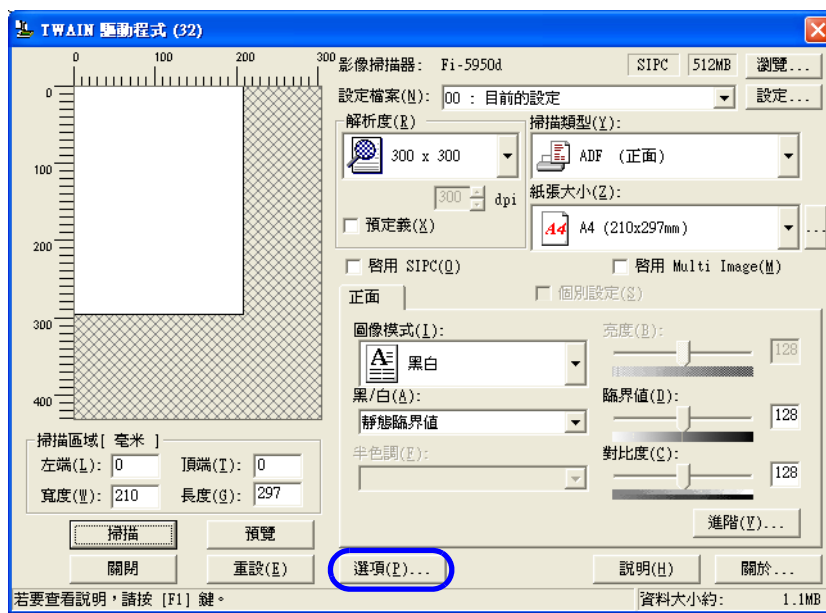 TWAIN 驅動程式 (32)
0 100 200 300
0
100
200
300
400
影像掃描器: Fi-5950d SIPC 512MB 瀏覽...
設定檔案(N): 00 : 目前的設定 設定...
解析度(R)
300 x 300
300 dpi
預定義(X)
掃描類型(Y):
ADF (正面)
紙張大小(Z):
A4 A4 (210x297mm) ...
啓用 SIPC(Q) 啓用 Multi Image(M)
正面 個別設定(S)
圖像模式(I):
A 黑白
黑/白(A):
靜態臨界值
半色調(F):
亮度(B):
128
臨界值(D):
128
對比度(C):
128
進階(V)...
掃描區域[ 毫米 ]
左端(L): 0 頂端(T): 0
寬度(W): 210 長度(G): 297
掃描 預覽
關閉 重設(E) 選項(P)... 説明(H) 關於...
若要查看説明，請按 [F1] 鍵。 資料大小約: 1.1MB